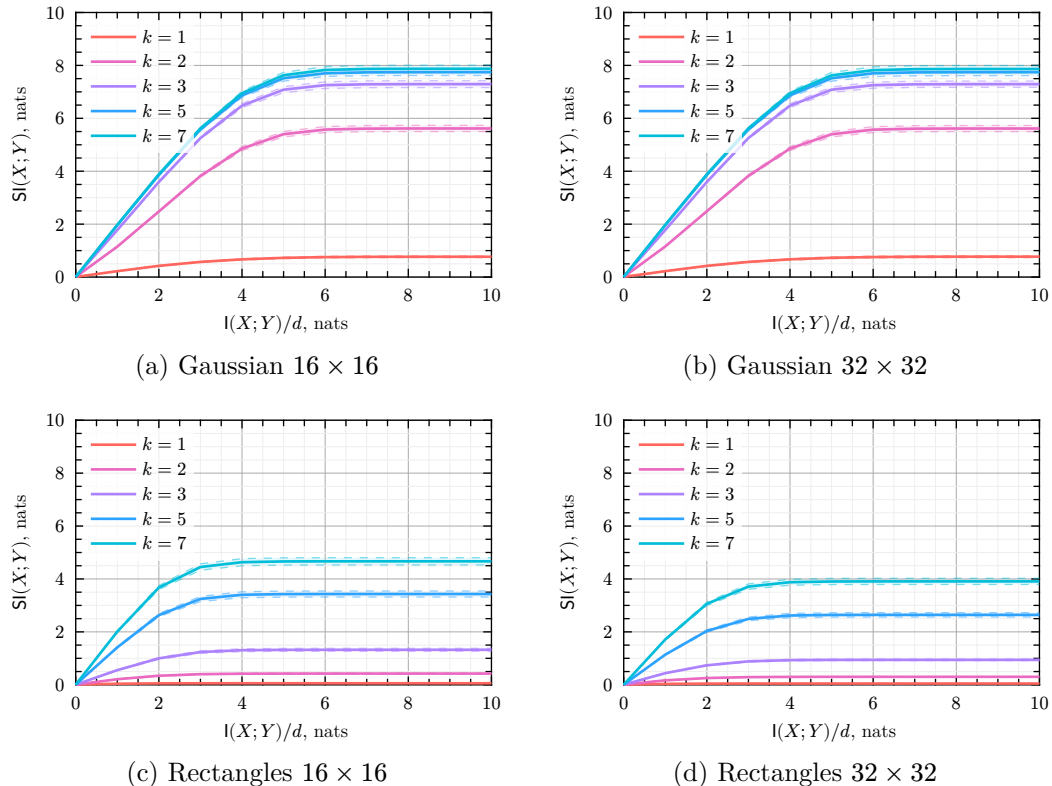 10
8
6
4
2
0
SI(X; Y), nats
k = 1
k = 2
k = 3
k = 5
k = 7
0 2 4 6 8 10
I(X; Y)/d, nats
(a) Gaussian 16 × 16
10
8
6
4
2
0
SI(X; Y), nats
k = 1
k = 2
k = 3
k = 5
k = 7
0 2 4 6 8 10
I(X; Y)/d, nats
(b) Gaussian 32 × 32
10
8
6
4
2
0
SI(X; Y), nats
k = 1
k = 2
k = 3
k = 5
k = 7
0 2 4 6 8 10
I(X; Y)/d, nats
(c) Rectangles 16 × 16
10
8
6
4
2
0
SI(X; Y), nats
k = 1
k = 2
k = 3
k = 5
k = 7
0 2 4 6 8 10
I(X; Y)/d, nats
(d) Rectangles 32 × 32